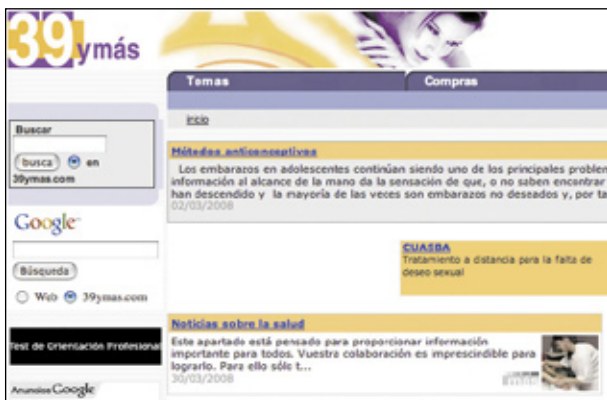 39 ymás
Temas Compras
inicio
Buscar
busca en
39ymas.com
Google
Búsqueda
Web 39ymas.com
Test de Orientación Profesional
Anuncios Google
Métodos anticonceptivos
Los embarazos en adolescentes continúan siendo uno de los principales problem
información al alcance de la mano da la sensación de que, o no saben encontrar
han descendido y la mayoría de las veces son embarazos no deseados y, por ta
02/03/2008
CUASBA
Tratamiento a distancia para la falta de
deseo sexual
Noticias sobre la salud
Este apartado está pensado para proporcionar información
importante para todos. Vuestra colaboración es imprescindible para
lograrlo. Para ello sólo t...
30/03/2008
más